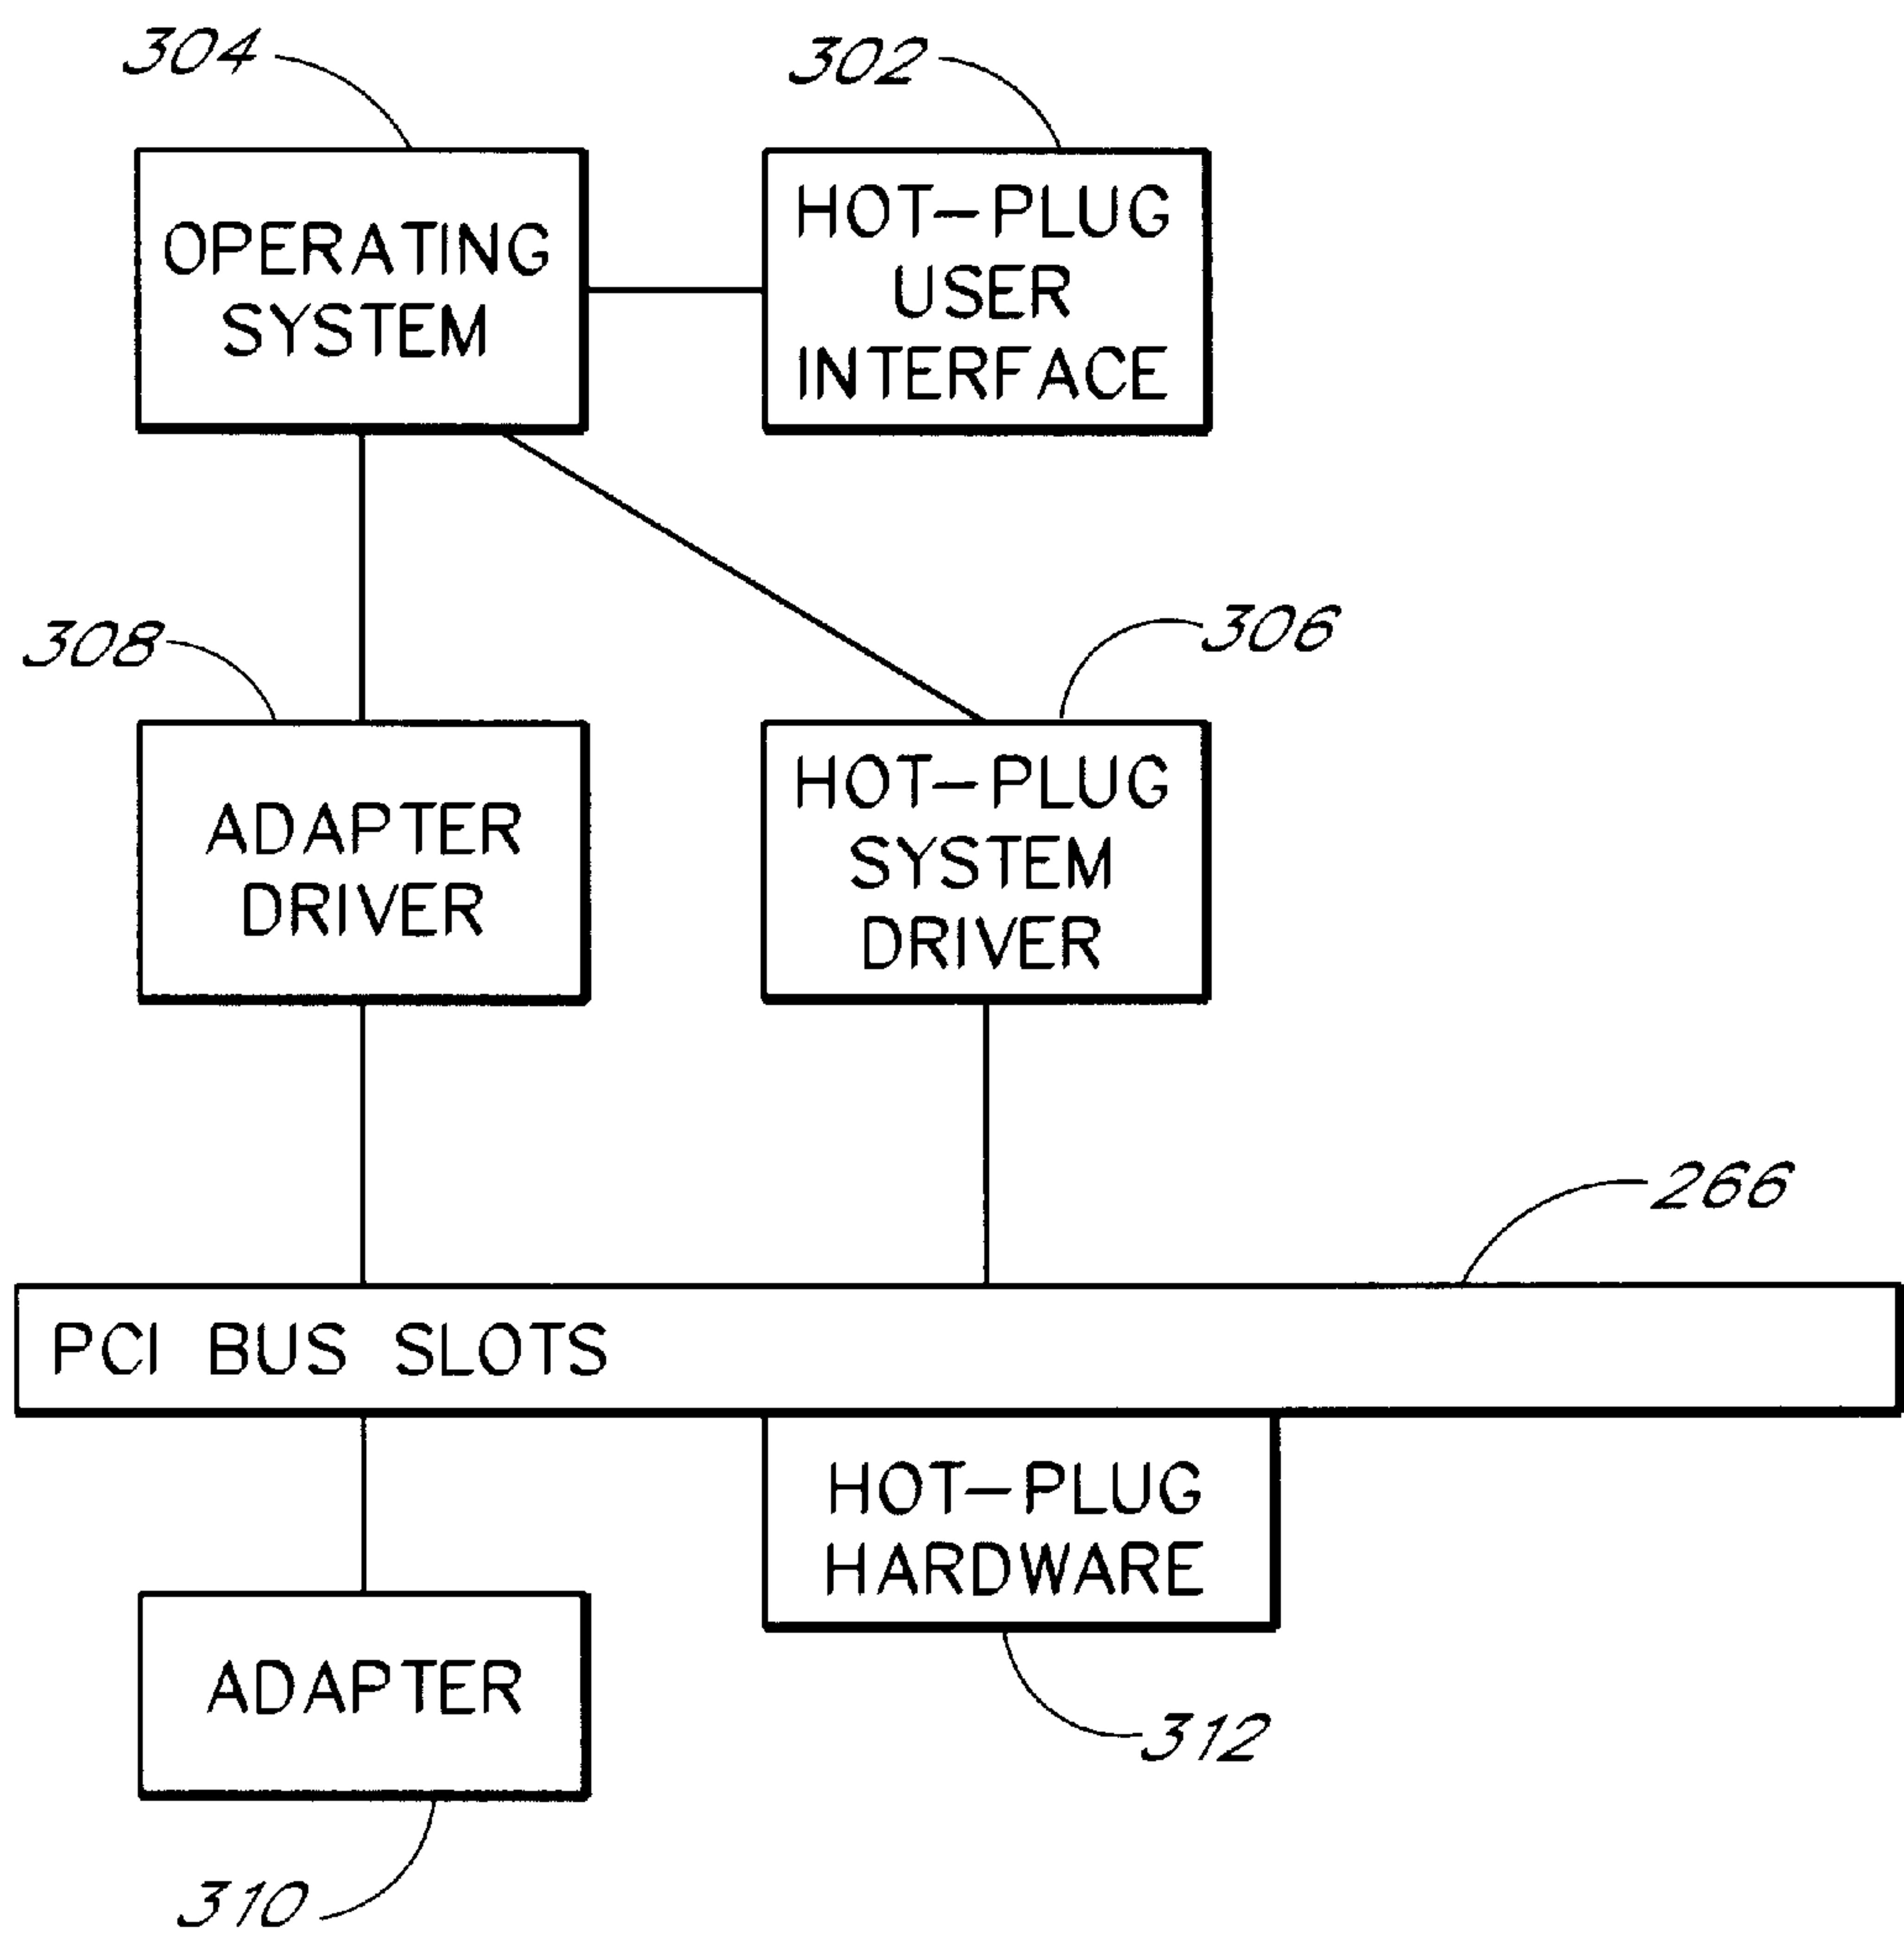 304
302
OPERATING
SYSTEM
HOT-PLUG
USER
INTERFACE
308
306
ADAPTER
DRIVER
HOT-PLUG
SYSTEM
DRIVER
266
PCI BUS SLOTS
HOT-PLUG
HARDWARE
ADAPTER
312
310